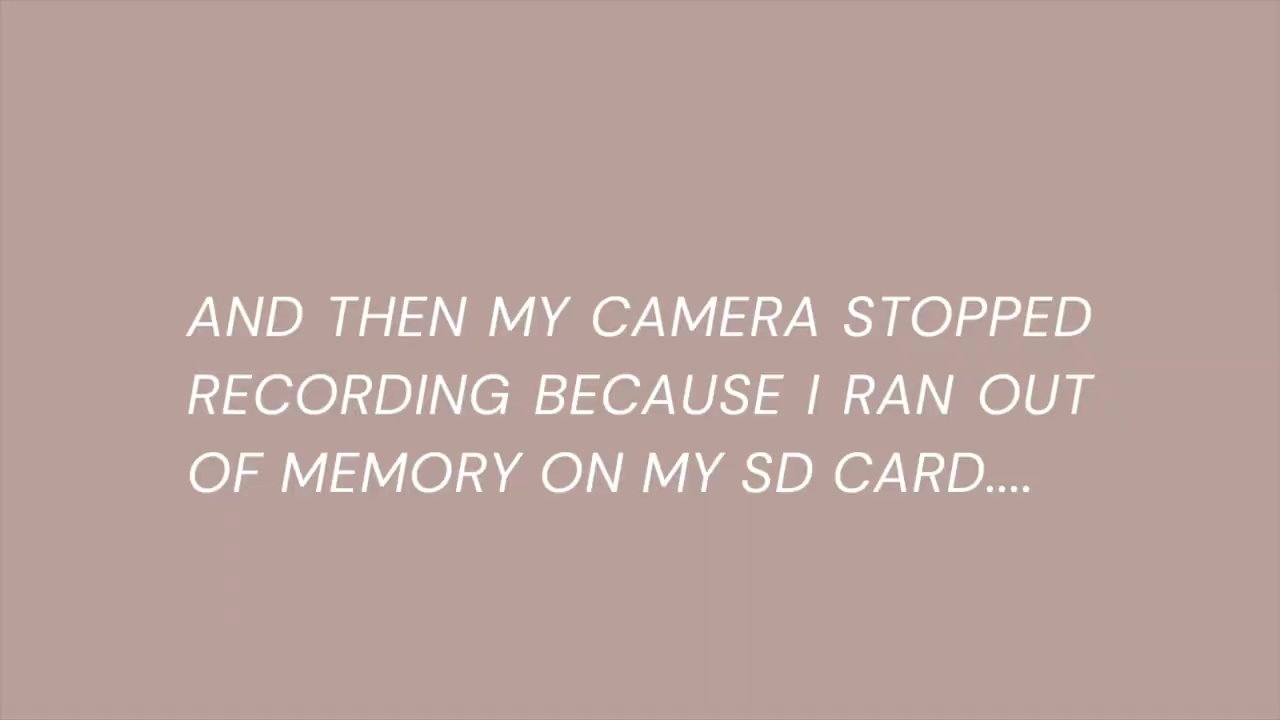 AND THEN MY CAMERA STOPPED
RECORDING BECAUSE I RAN OUT
OF MEMORY ON MY SD CARD....